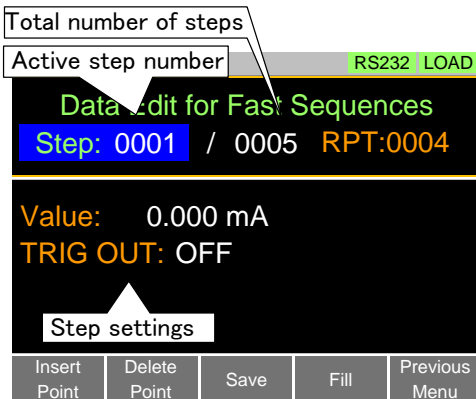 Total number of steps
Active step number
RS232 LOAD
Data Edit for Fast Sequences
Step: 0001 / 0005 RPT:0004
Value: 0.000 mA
TRIG OUT: OFF
Step settings
Insert Point
Delete Point
Save
Fill
Previous Menu